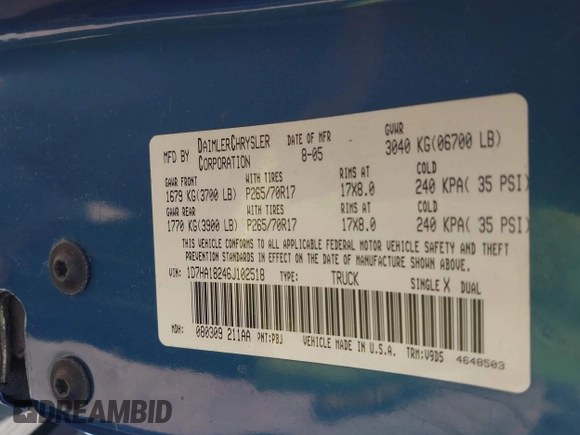 MFD BY DAIMLERCHRYSLER CORPORATION DATE OF MFR 8-05 GVWR 3040 KG(06700 LB)
GAWR FRONT WITH TIRES RIMS AT COLD
1679 KG(3700 LB) P265/70R17 17X8.0 240 KPA( 35 PSI)
GAWR REAR WITH TIRES RIMS AT COLD
1770 KG(3900 LB) P265/70R17 17X8.0 240 KPA( 35 PSI)
THIS VEHICLE CONFORMS TO ALL APPLICABLE FEDERAL MOTOR VEHICLE SAFETY AND THEFT
PREVENTION STANDARDS IN EFFECT ON THE DATE OF MANUFACTURE SHOWN ABOVE.
VIN: 1D7HA18246J102518 TYPE: TRUCK SINGLE X DUAL
MDH: 080309 211AA PNT:PBJ VEHICLE MADE IN U.S.A. TRM:V9D5 4648503
DREAMBID